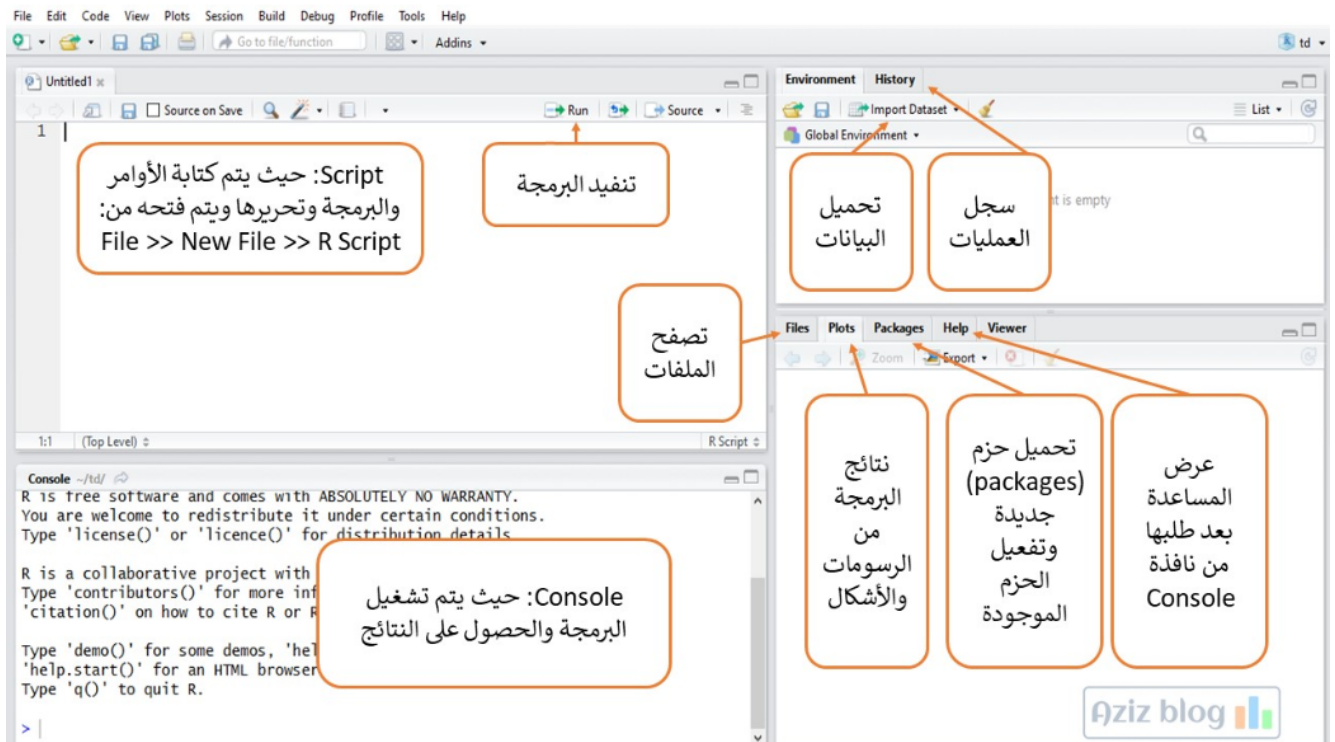 File Edit Code View Plots Session Build Debug Profile Tools Help
Go to file/function Addins td
Untitled1
Source on Save Run Source
1
Script: حيث يتم كتابة الأوامر
والبرمجة وتحريرها ويتم فتحه من:
File >> New File >> R Script
تنفيد البرمجة
تصفح
الملفات
1:1 (Top Level) R Script
Console ~/td/
R is free software and comes with ABSOLUTELY NO WARRANTY.
You are welcome to redistribute it under certain conditions.
Type 'license()' or 'licence()' for distribution details
R is a collaborative project with
Type 'contributors()' for more inf
'citation()' on how to cite R or R
Type 'demo()' for some demos, 'hel
'help.start()' for an HTML browser
Type 'q()' to quit R.
>
Console: حيث يتم تشغيل
البرمجة والحصول على النتائج
Environment History
Import Dataset List
Global Environment
nt is empty
تحميل
البيانات
سجل
العمليات
Files Plots Packages Help Viewer
Zoom Export
نتائج
البرمجة
من
الرسومات
والأشكال
تحميل حزم
(packages)
جديدة
وتفعيل
الحزم
الموجودة
عرض
المساعدة
بعد طلبها
من نافذة
Console
Aziz blog